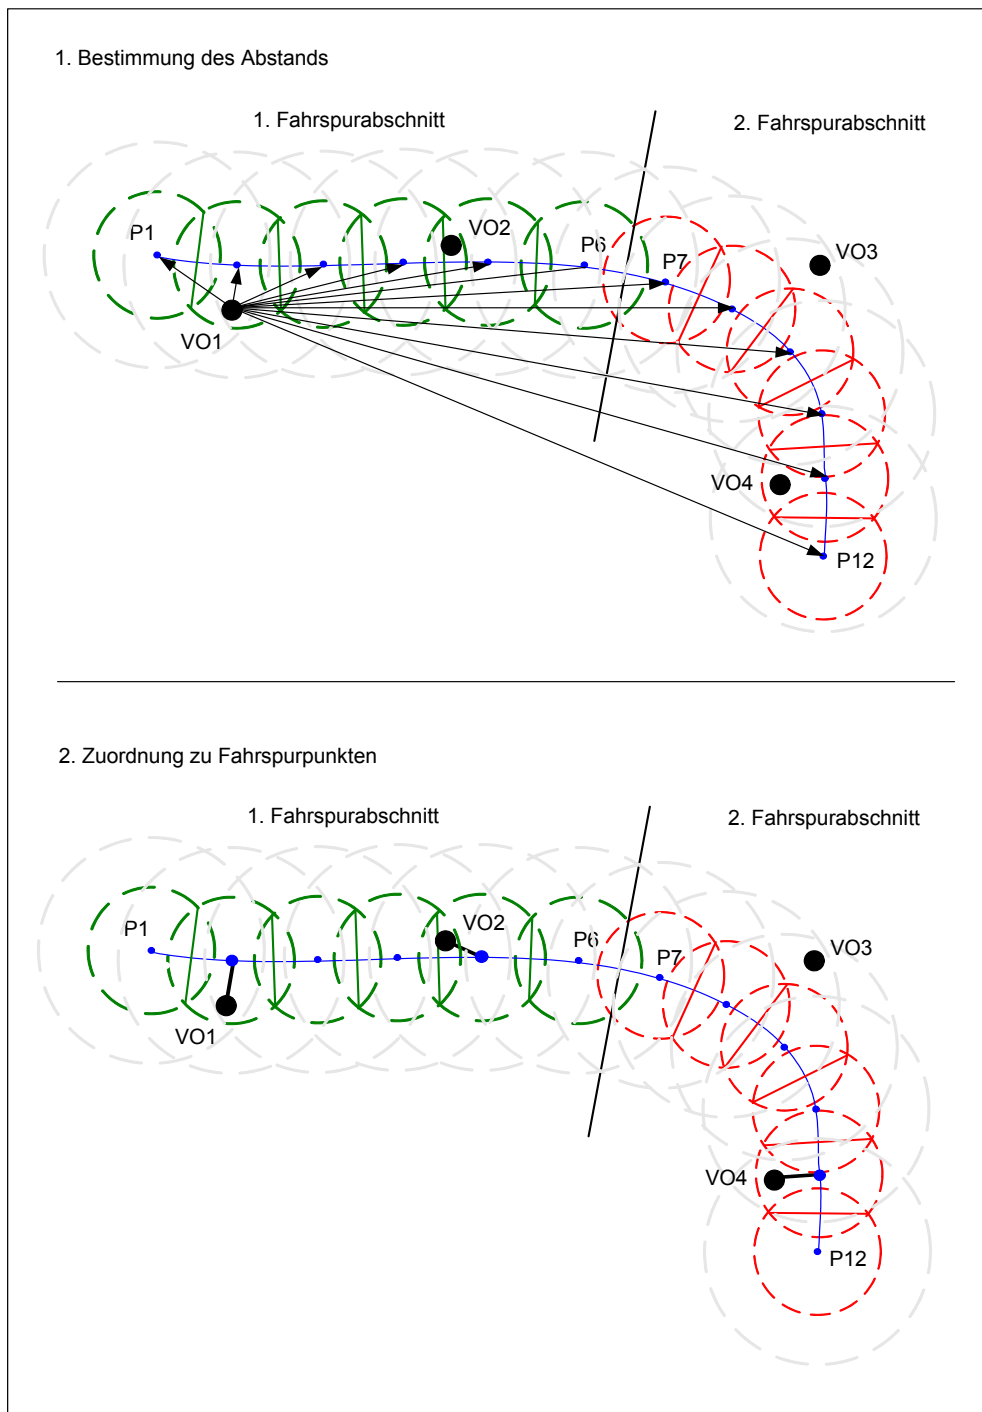 1. Bestimmung des Abstands
1. Fahrspurabschnitt
2. Fahrspurabschnitt
P1
VO2
P6
P7
VO3
VO1
VO4
P12
2. Zuordnung zu Fahrspurpunkten
1. Fahrspurabschnitt
2. Fahrspurabschnitt
P1
VO2
P6
P7
VO3
VO1
VO4
P12